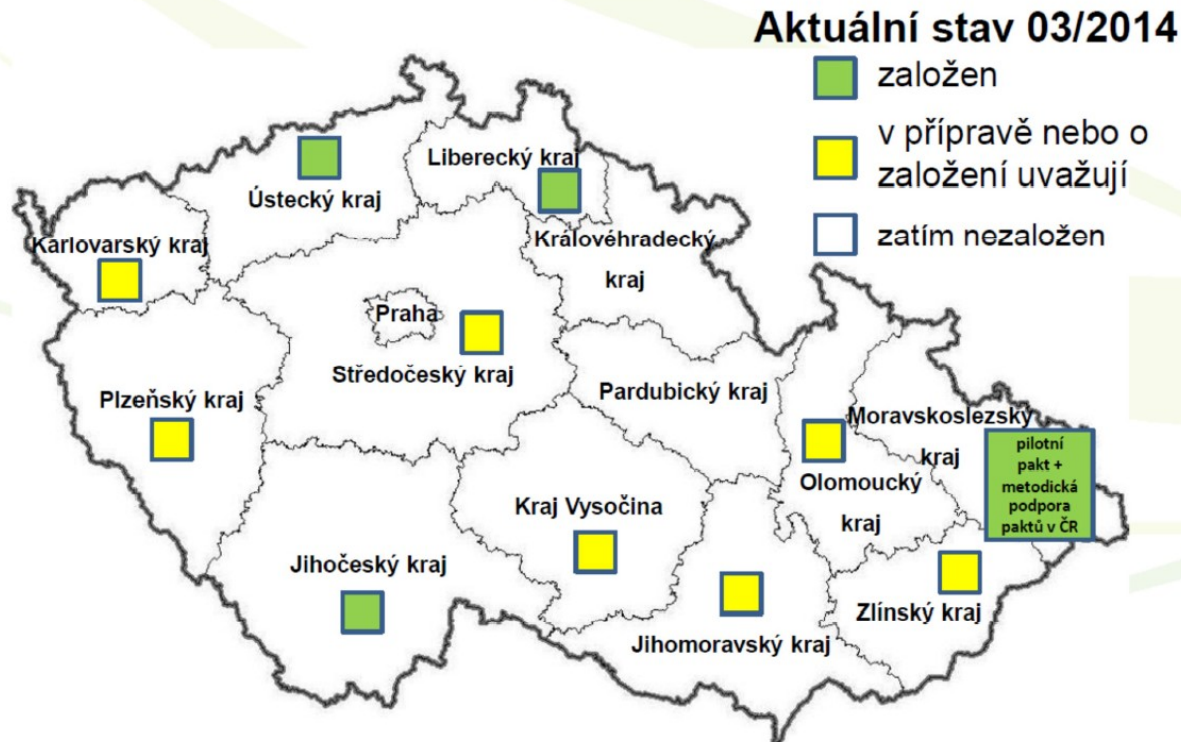 Aktuální stav 03/2014
založen
v přípravě nebo o
založení uvažují
zatím nezaložen
Liberecký kraj
Ústecký kraj
Karlovarský kraj
Královéhradecký
kraj
Praha
Středočeský kraj
Plzeňský kraj
Pardubický kraj
Moravskoslezský
kraj
pilotní
pakt +
metodická
podpora
paktů v ČR
Olomoucký
kraj
Kraj Vysočina
Jihočeský kraj
Zlínský kraj
Jihomoravský kraj